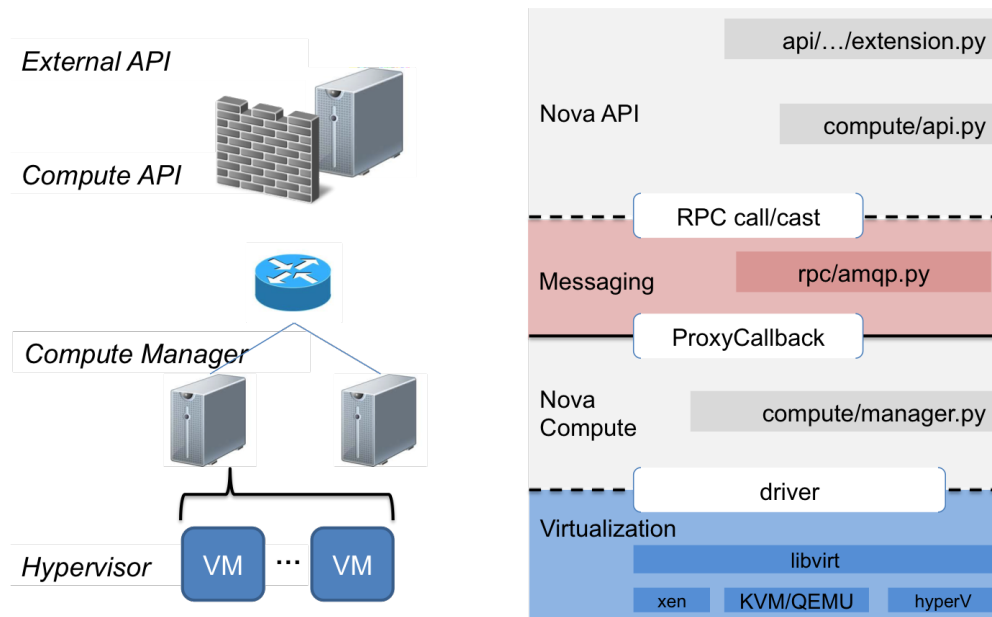 External API
Compute API
Compute Manager
Hypervisor
VM
...
VM
api/.../extension.py
Nova API
compute/api.py
RPC call/cast
Messaging
rpc/amqp.py
ProxyCallback
Nova
Compute
compute/manager.py
driver
Virtualization
libvirt
xen
KVM/QEMU
hyperV